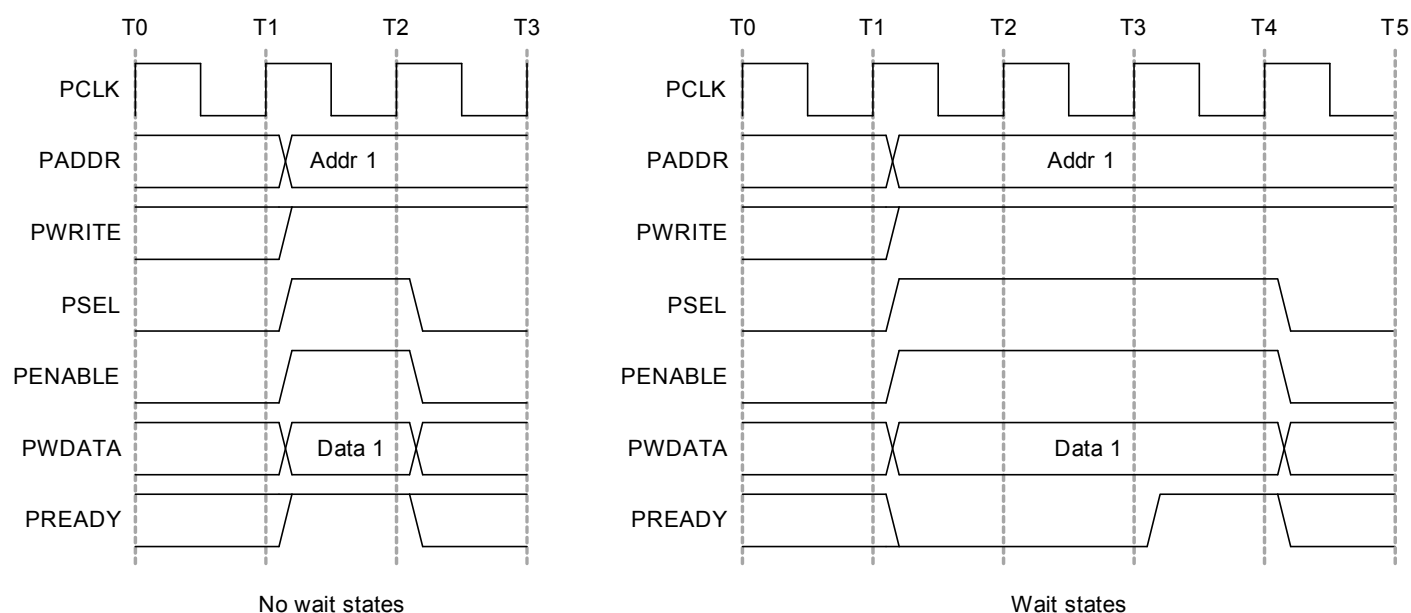 T0 T1 T2 T3
PCLK
PADDR Addr 1
PWRITE
PSEL
PENABLE
PWDATA Data 1
PREADY
No wait states
T0 T1 T2 T3 T4 T5
PCLK
PADDR Addr 1
PWRITE
PSEL
PENABLE
PWDATA Data 1
PREADY
Wait states